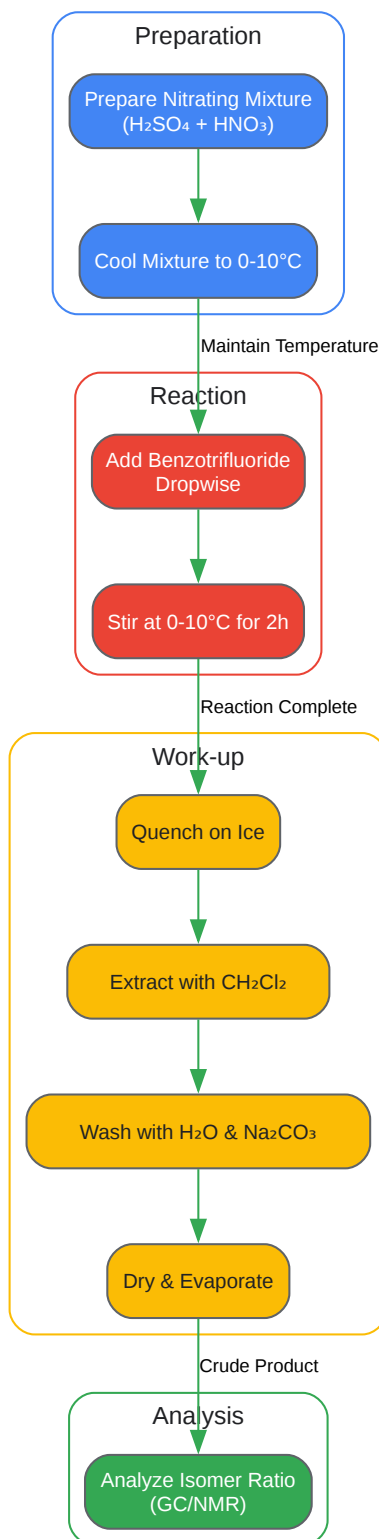 Preparation
Prepare Nitrating Mixture
(H₂SO₄ + HNO₃)
Cool Mixture to 0-10°C
Maintain Temperature
Reaction
Add Benzotrifluoride
Dropwise
Stir at 0-10°C for 2h
Reaction Complete
Work-up
Quench on Ice
Extract with CH₂Cl₂
Wash with H₂O & Na₂CO₃
Dry & Evaporate
Crude Product
Analysis
Analyze Isomer Ratio
(GC/NMR)